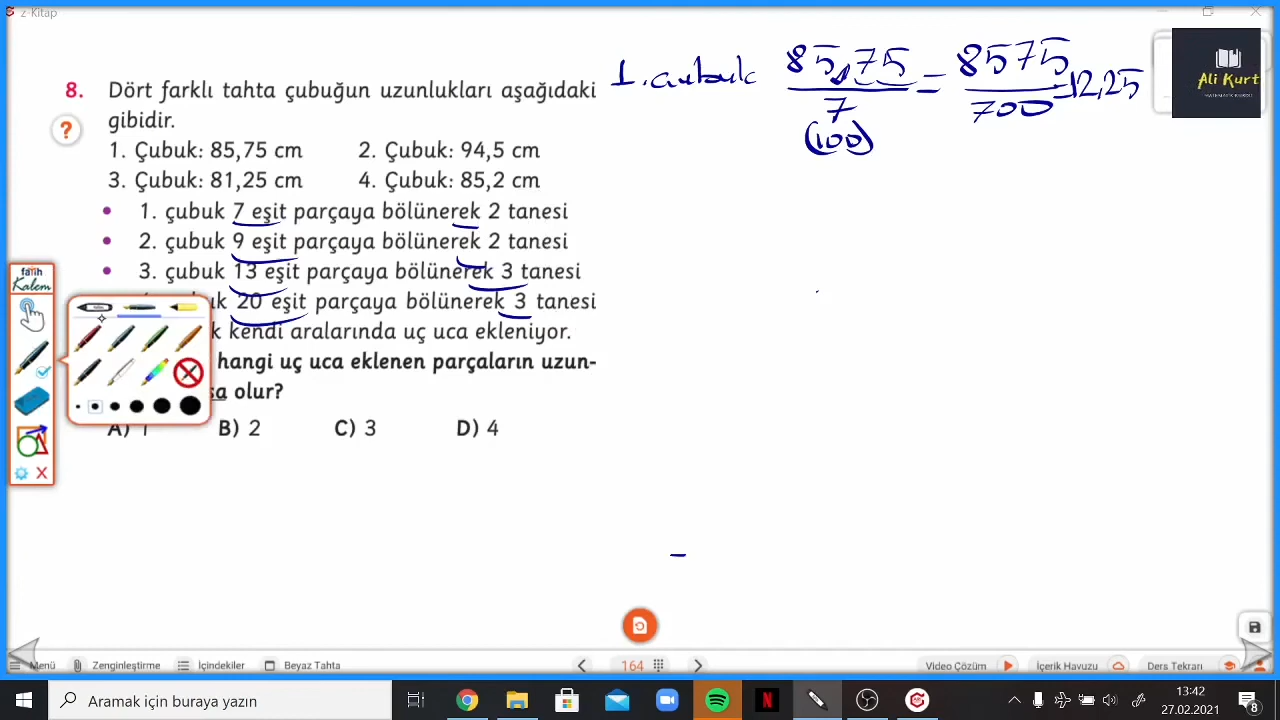 z-Kitap
1. çubuk 85,75 / 7 (100) = 8575 / 700 = 12,25
Ali Kurt
8. Dört farklı tahta çubuğun uzunlukları aşağıdaki
gibidir.
?
1. Çubuk: 85,75 cm 2. Çubuk: 94,5 cm
3. Çubuk: 81,25 cm 4. Çubuk: 85,2 cm
• 1. çubuk 7 eşit parçaya bölünerek 2 tanesi
• 2. çubuk 9 eşit parçaya bölünerek 2 tanesi
• 3. çubuk 13 eşit parçaya bölünerek 3 tanesi
20 eşit parçaya bölünerek 3 tanesi
kendi aralarında uç uca ekleniyor.
hangi uç uca eklenen parçaların uzun-
olur?
A) 1 B) 2 C) 3 D) 4
fatih
Kalem
Menü Zenginleştirme İçindekiler Beyaz Tahta 164 Video Çözüm İçerik Havuzu Ders Tekrarı
Aramak için buraya yazın
13:42
27.02.2021
8